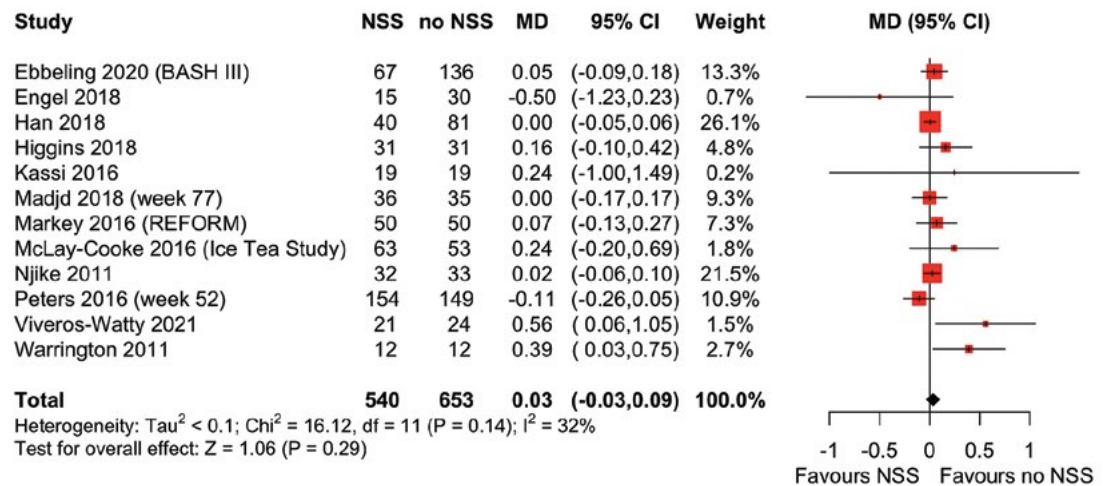 Study NSS no NSS MD 95% CI Weight MD (95% CI)
Ebbeling 2020 (BASH III) 67 136 0.05 (-0.09,0.18) 13.3%
Engel 2018 15 30 -0.50 (-1.23,0.23) 0.7%
Han 2018 40 81 0.00 (-0.05,0.06) 26.1%
Higgins 2018 31 31 0.16 (-0.10,0.42) 4.8%
Kassi 2016 19 19 0.24 (-1.00,1.49) 0.2%
Madjd 2018 (week 77) 36 35 0.00 (-0.17,0.17) 9.3%
Markey 2016 (REFORM) 50 50 0.07 (-0.13,0.27) 7.3%
McLay-Cooke 2016 (Ice Tea Study) 63 53 0.24 (-0.20,0.69) 1.8%
Njike 2011 32 33 0.02 (-0.06,0.10) 21.5%
Peters 2016 (week 52) 154 149 -0.11 (-0.26,0.05) 10.9%
Viveros-Watty 2021 21 24 0.56 ( 0.06,1.05) 1.5%
Warrington 2011 12 12 0.39 ( 0.03,0.75) 2.7%
Total 540 653 0.03 (-0.03,0.09) 100.0%
Heterogeneity: Tau² < 0.1; Chi² = 16.12, df = 11 (P = 0.14); I² = 32%
Test for overall effect: Z = 1.06 (P = 0.29)
-1 -0.5 0 0.5 1
Favours NSS Favours no NSS